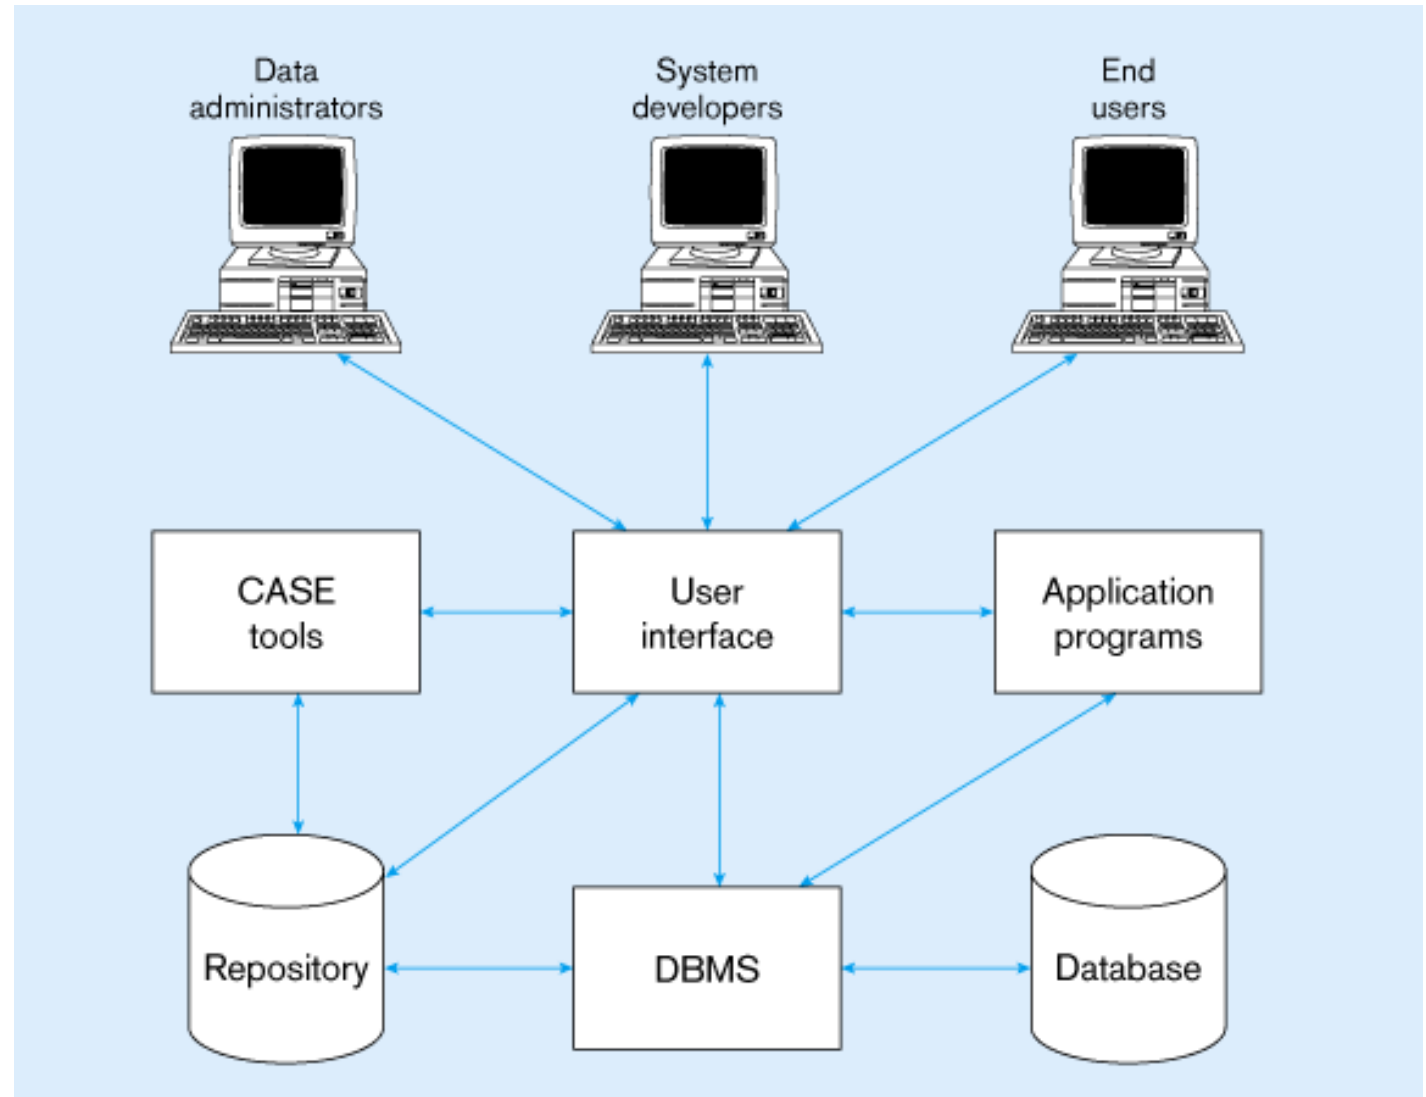 Data
administrators
System
developers
End
users
CASE
tools
User
interface
Application
programs
Repository
DBMS
Database